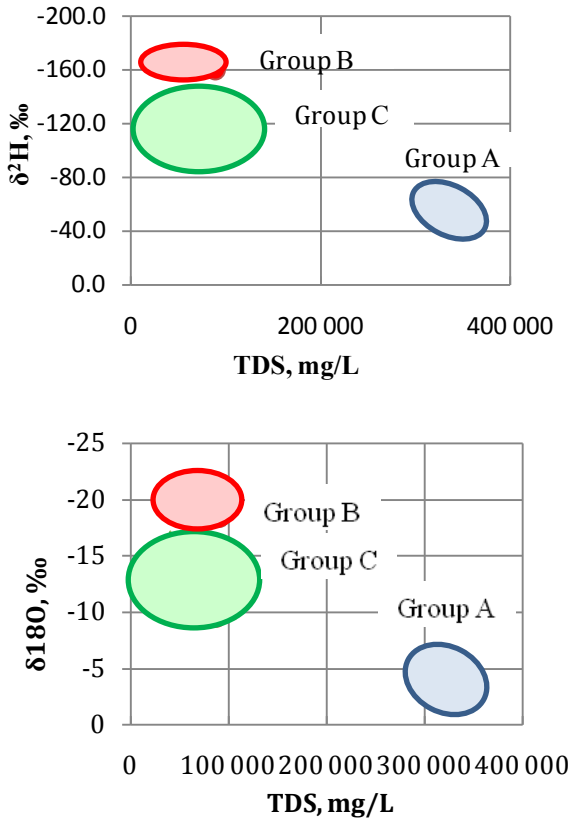 -200.0
-160.0
-120.0
-80.0
-40.0
0.0
δ²H, ‰
Group B
Group C
Group A
0 200 000 400 000
TDS, mg/L
-25
-20
-15
-10
-5
0
δ18O, ‰
Group B
Group C
Group A
0 100 000 200 000 300 000 400 000
TDS, mg/L